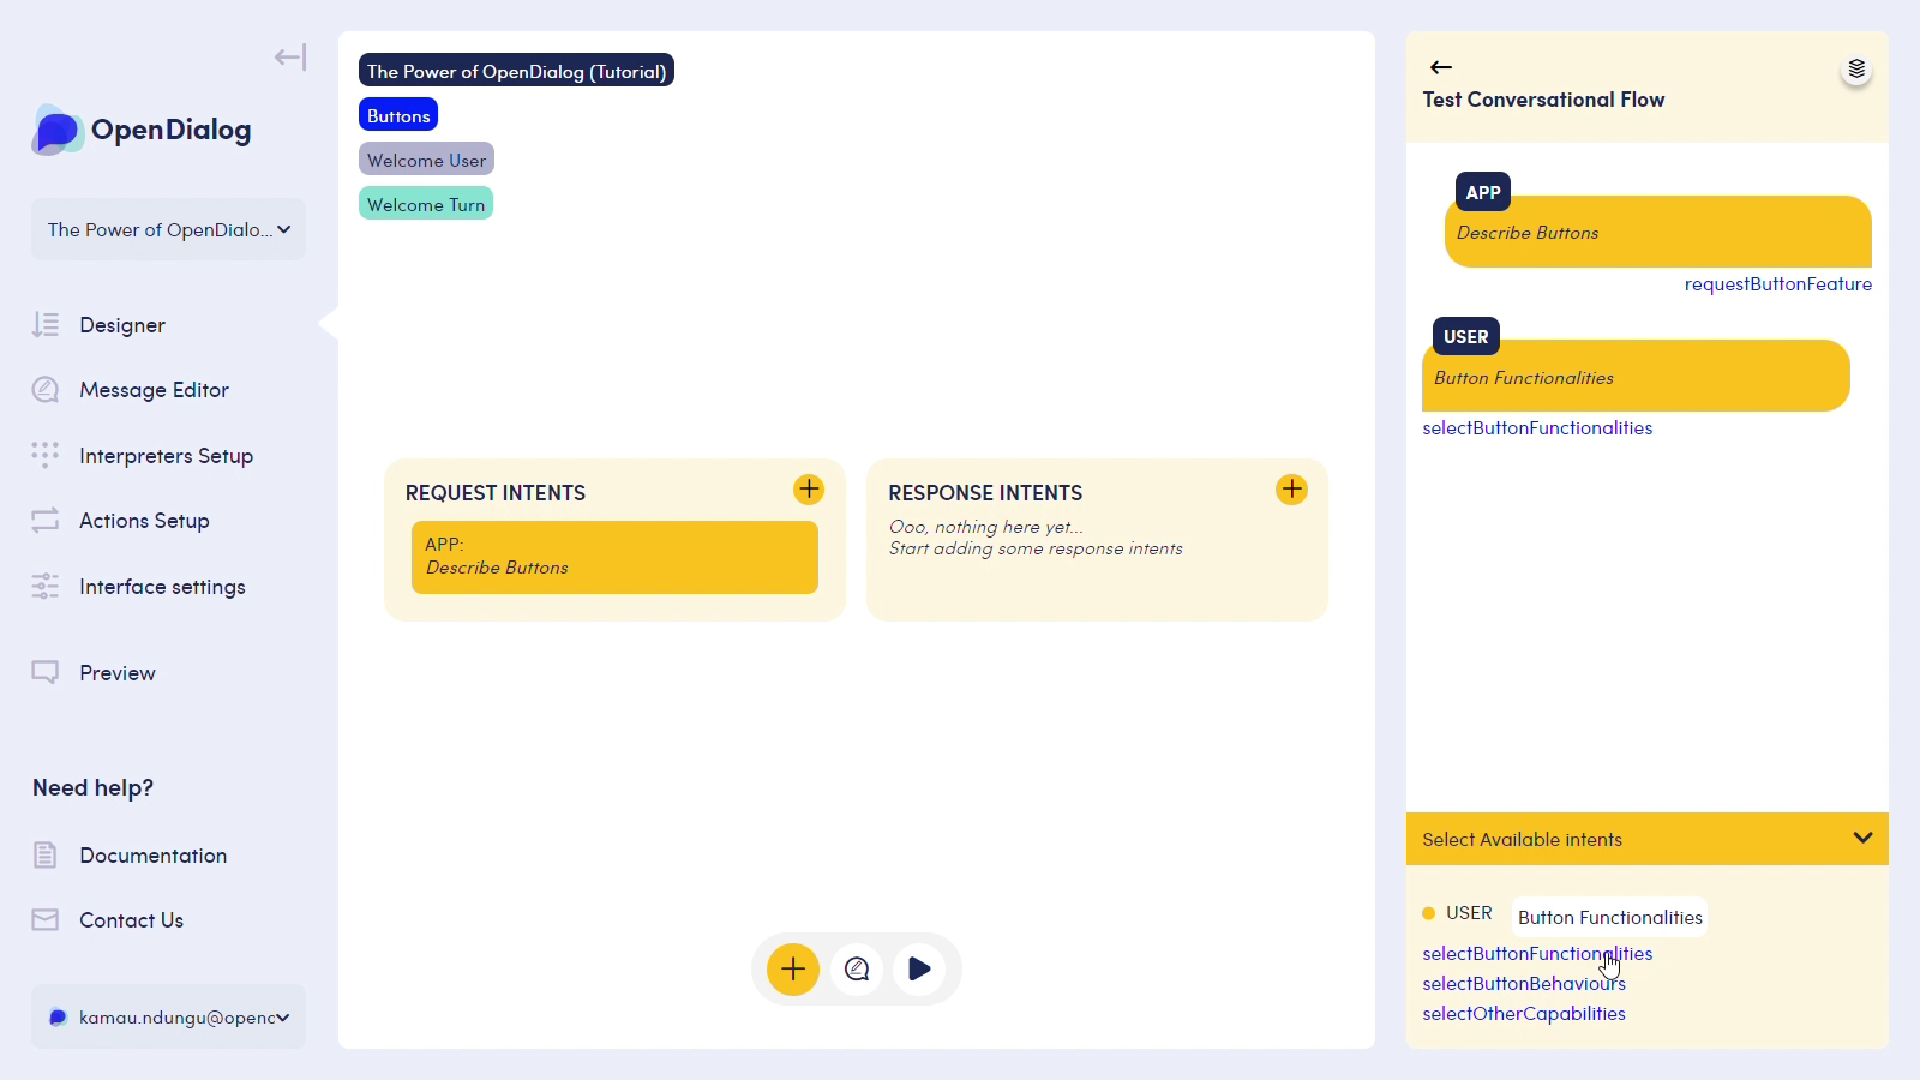 OpenDialog
The Power of OpenDialo...
Designer
Message Editor
Interpreters Setup
Actions Setup
Interface settings
Preview
Need help?
Documentation
Contact Us
kamau.ndungu@openc
The Power of OpenDialog (Tutorial)
Buttons
Welcome User
Welcome Turn
REQUEST INTENTS
APP:
Describe Buttons
RESPONSE INTENTS
Ooo, nothing here yet...
Start adding some response intents
Test Conversational Flow
APP
Describe Buttons
requestButtonFeature
USER
Button Functionalities
selectButtonFunctionalities
Select Available intents
USER Button Functionalities
selectButtonFunctionalities
selectButtonBehaviours
selectOtherCapabilities